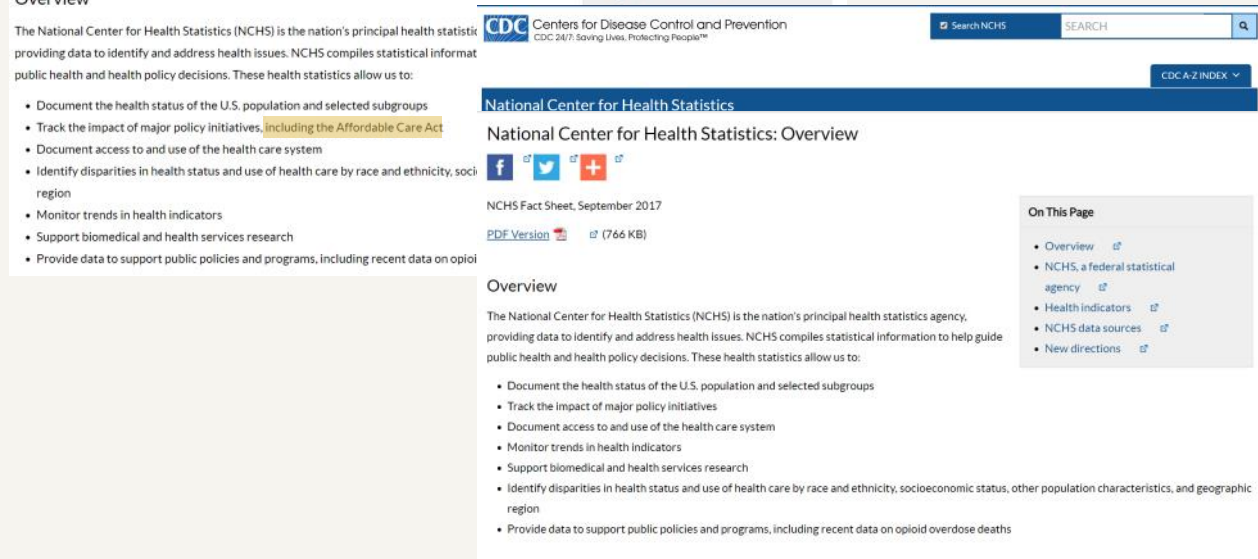 Overview
The National Center for Health Statistics (NCHS) is the nation's principal health
providing data to identify and address health issues. NCHS compiles statistical
public health and health policy decisions. These health statistics allow us to:
• Document the health status of the U.S. population and selected subgroups
• Track the impact of major policy initiatives, including the Affordable Care Act
• Document access to and use of the health care system
• Identify disparities in health status and use of health care by race and ethnicity,
region
• Monitor trends in health indicators
• Support biomedical and health services research
• Provide data to support public policies and programs, including recent data on
CDC Centers for Disease Control and Prevention
CDC 24/7: Saving Lives, Protecting People™
Search NCHS
SEARCH
CDC A-Z INDEX
National Center for Health Statistics
National Center for Health Statistics: Overview
NCHS Fact Sheet, September 2017
PDF Version (766 KB)
On This Page
• Overview
• NCHS, a federal statistical
agency
• Health indicators
• NCHS data sources
• New directions
Overview
The National Center for Health Statistics (NCHS) is the nation's principal health statistics agency,
providing data to identify and address health issues. NCHS compiles statistical information to help guide
public health and health policy decisions. These health statistics allow us to:
• Document the health status of the U.S. population and selected subgroups
• Track the impact of major policy initiatives
• Document access to and use of the health care system
• Monitor trends in health indicators
• Support biomedical and health services research
• Identify disparities in health status and use of health care by race and ethnicity, socioeconomic status, other population characteristics, and geographic
region
• Provide data to support public policies and programs, including recent data on opioid overdose deaths